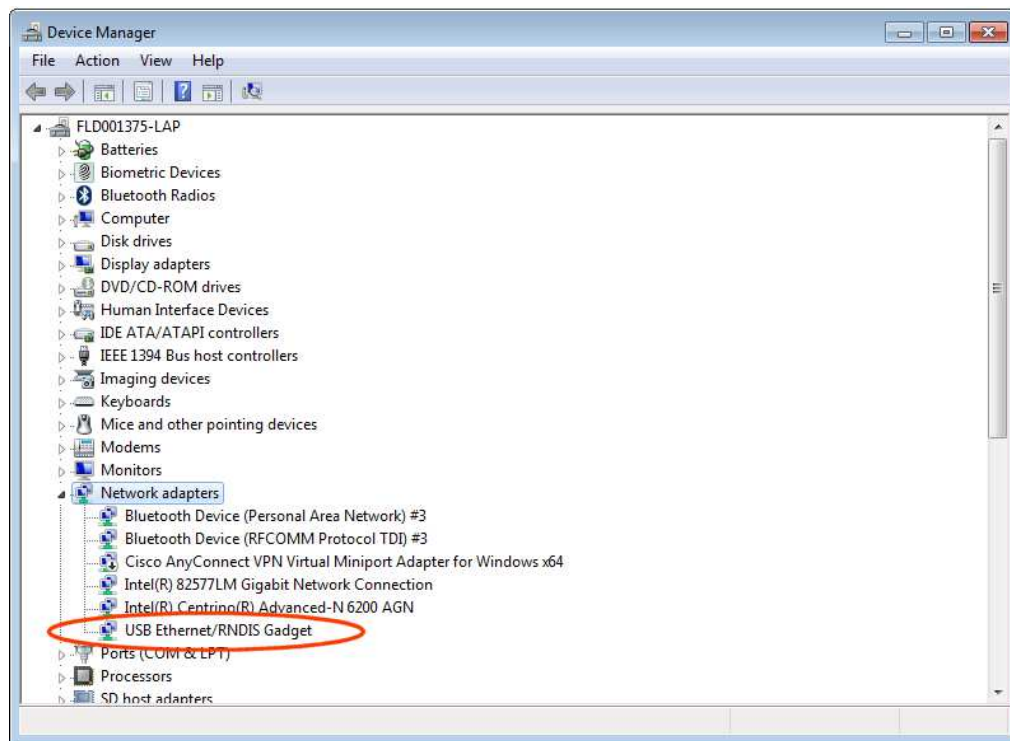 Device Manager
File Action View Help
FLD001375-LAP
Batteries
Biometric Devices
Bluetooth Radios
Computer
Disk drives
Display adapters
DVD/CD-ROM drives
Human Interface Devices
IDE ATA/ATAPI controllers
IEEE 1394 Bus host controllers
Imaging devices
Keyboards
Mice and other pointing devices
Modems
Monitors
Network adapters
Bluetooth Device (Personal Area Network) #3
Bluetooth Device (RFCOMM Protocol TDI) #3
Cisco AnyConnect VPN Virtual Miniport Adapter for Windows x64
Intel(R) 82577LM Gigabit Network Connection
Intel(R) Centrino(R) Advanced-N 6200 AGN
USB Ethernet/RNDIS Gadget
Ports (COM & LPT)
Processors
SD host adapters